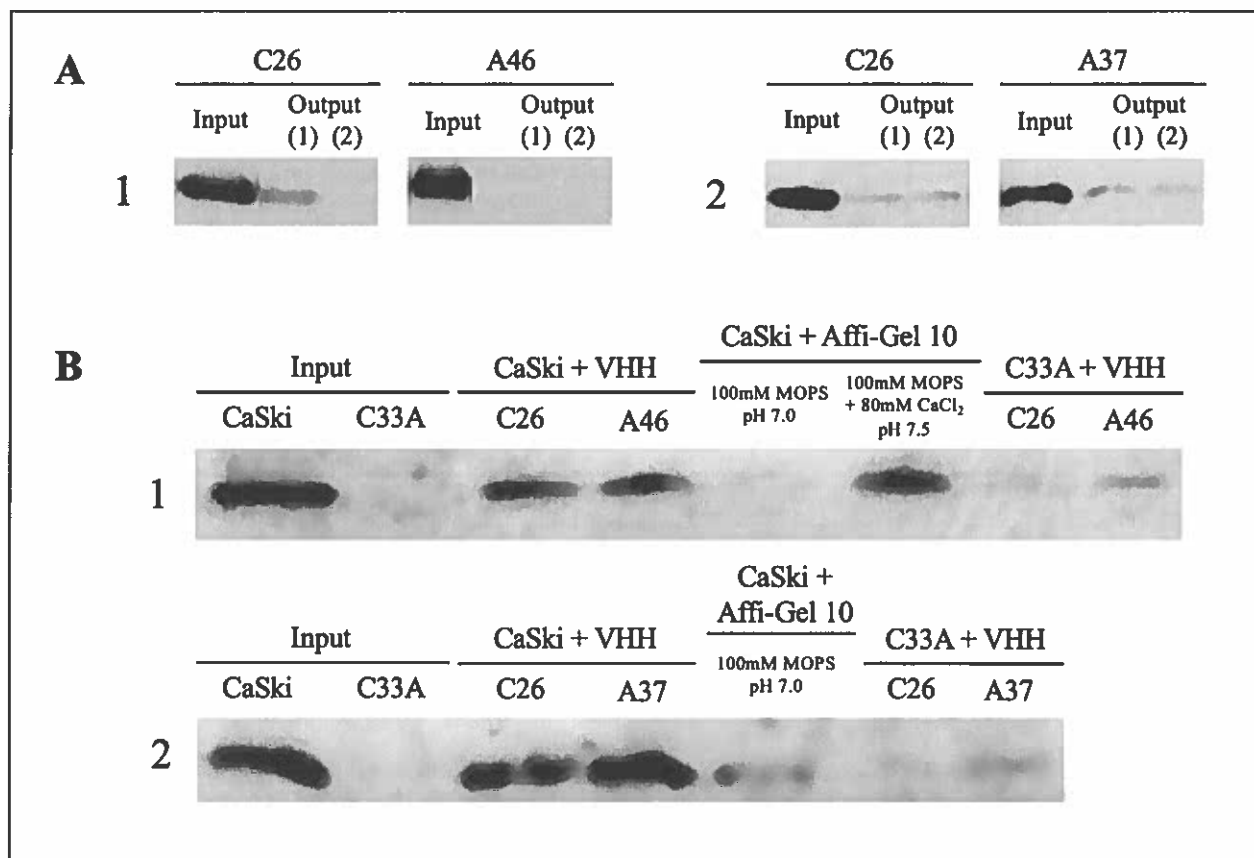 A
C26 A46 C26 A37
Input Output Input Output Input Output Input Output
(1) (2) (1) (2) (1) (2) (1) (2)
1 2
B
CaSki + Affi-Gel 10
Input CaSki + VHH C33A + VHH
100mM MOPS pH 7.0
100mM MOPS + 80mM CaCl₂ pH 7.5
CaSki C33A C26 A46 C26 A46
1
CaSki +
Affi-Gel 10
Input CaSki + VHH C33A + VHH
100mM MOPS
pH 7.0
CaSki C33A C26 A37 C26 A37
2